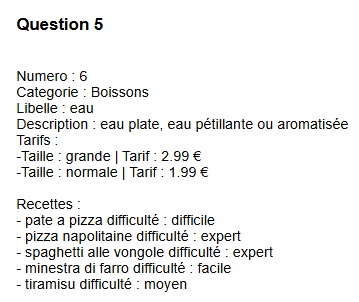 Question 5
Numero : 6
Categorie : Boissons
Libelle : eau
Description : eau plate, eau pétillante ou aromatisée
Tarifs :
-Taille : grande | Tarif : 2.99 €
-Taille : normale | Tarif : 1.99 €
Recettes :
- pate a pizza difficulté : difficile
- pizza napolitaine difficulté : expert
- spaghetti alle vongole difficulté : expert
- minestra di farro difficulté : facile
- tiramisu difficulté : moyen